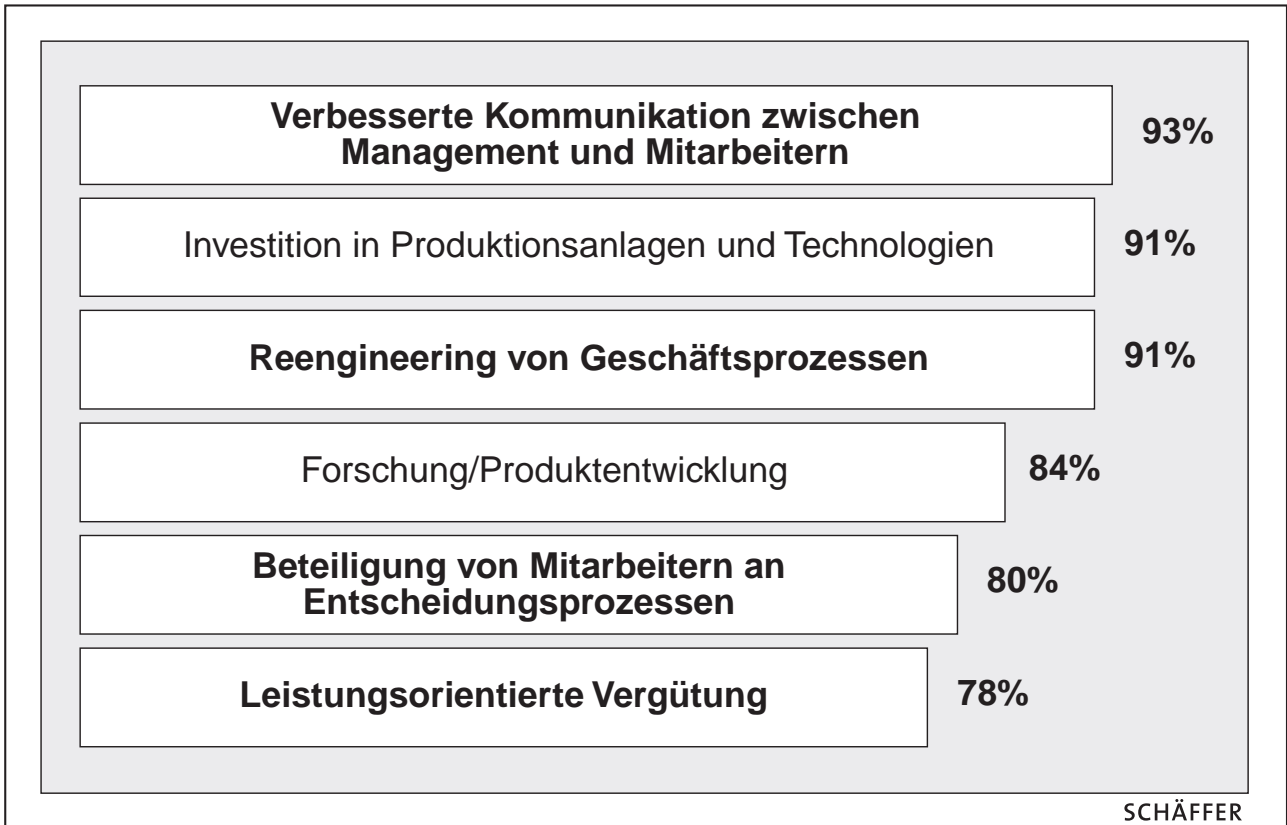 Verbesserte Kommunikation zwischen
Management und Mitarbeitern
93%
Investition in Produktionsanlagen und Technologien
91%
Reengineering von Geschäftsprozessen
91%
Forschung/Produktentwicklung
84%
Beteiligung von Mitarbeitern an
Entscheidungsprozessen
80%
Leistungsorientierte Vergütung
78%
SCHÄFFER